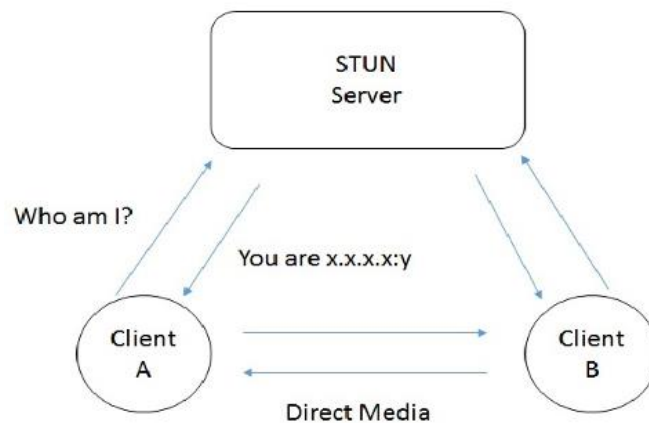 STUN
Server
Who am I?
You are x.x.x.x:y
Client
A
Client
B
Direct Media